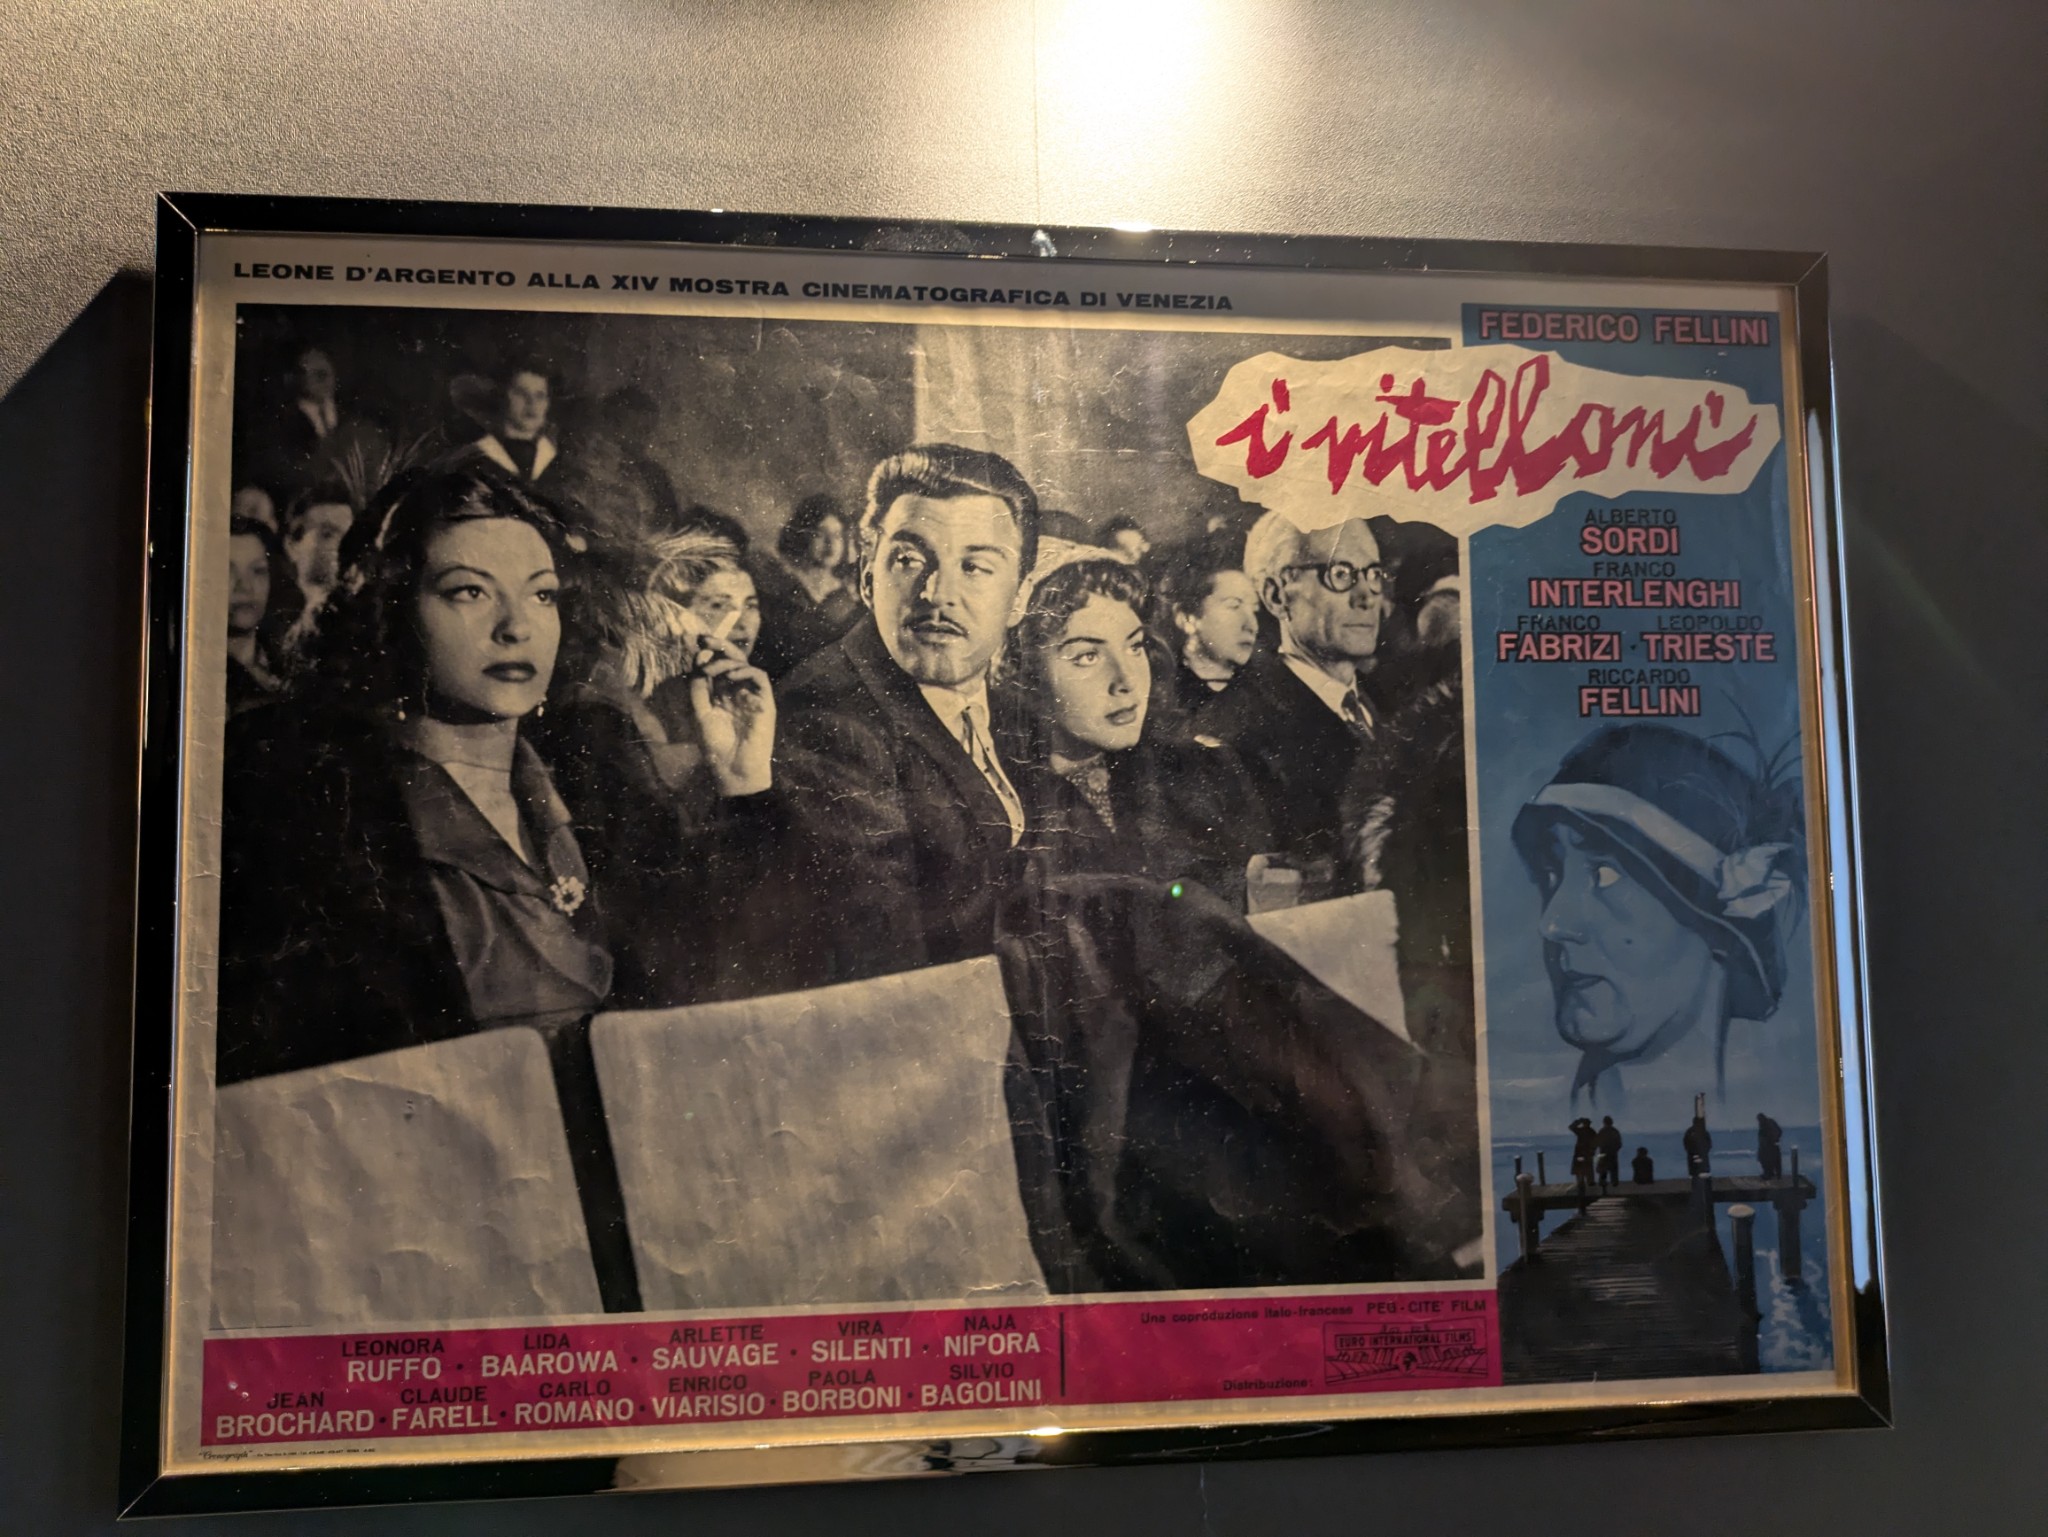 LEONE D'ARGENTO ALLA XIV MOSTRA CINEMATOGRAFICA DI VENEZIA
FEDERICO FELLINI
i vitelloni
ALBERTO
SORDI
FRANCO
INTERLENGHI
FRANCO LEOPOLDO
FABRIZI · TRIESTE
RICCARDO
FELLINI
LEONORA LIDA ARLETTE VIRA NAJA
RUFFO · BAAROWA · SAUVAGE · SILENTI · NIPORA
JEAN CLAUDE CARLO ENRICO PAOLA SILVIO
BROCHARD · FARELL · ROMANO · VIARISIO · BORBONI · BAGOLINI
Una coproduzione italo-francese PEG - CITE' FILM
EURO INTERNATIONAL FILMS
Distribuzione: